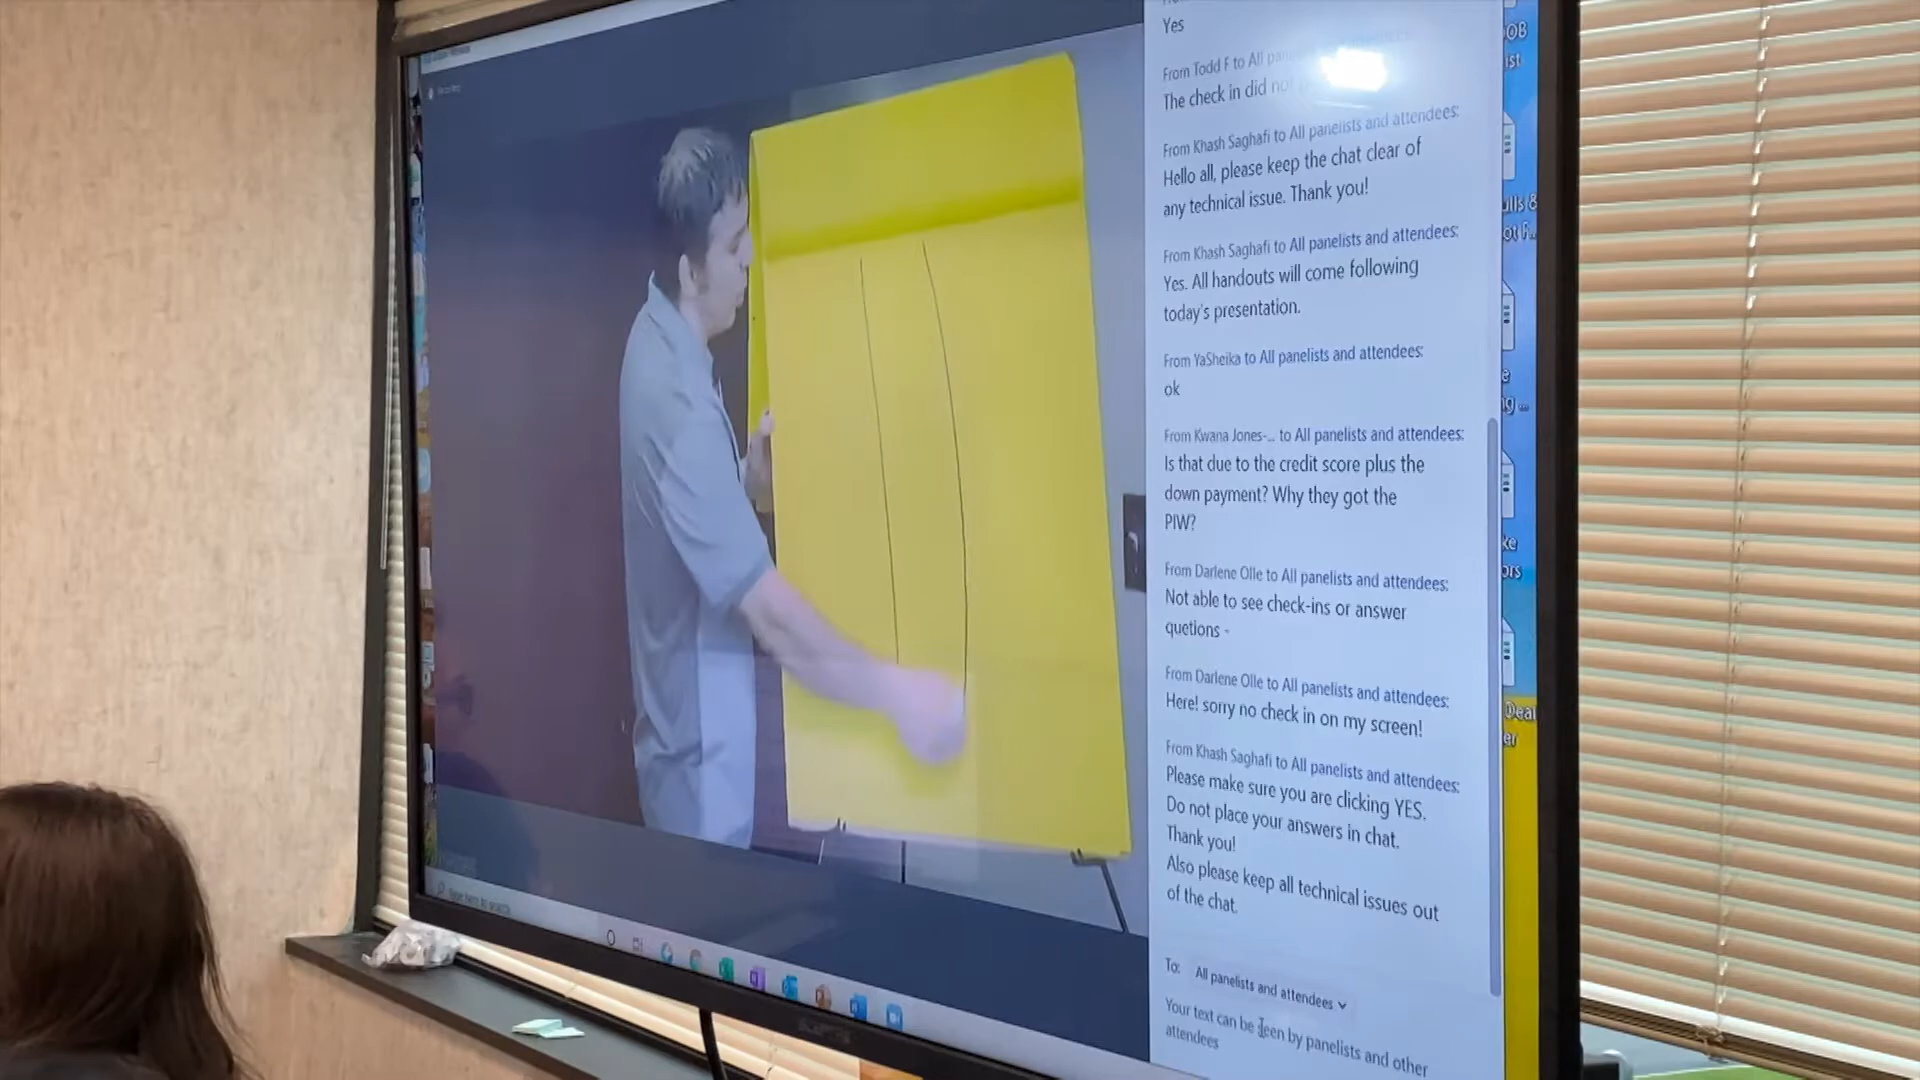 Yes
From Todd F to All
The check in did not
From Khash Saghafi to All panelists and attendees:
Hello all, please keep the chat clear of
any technical issue. Thank you!
From Khash Saghafi to All panelists and attendees:
Yes. All handouts will come following
today's presentation.
From YaSheika to All panelists and attendees:
ok
From Kwana Jones-... to All panelists and attendees:
Is that due to the credit score plus the
down payment? Why they got the
PIW?
From Darlene Olle to All panelists and attendees:
Not able to see check-ins or answer
quetions -
From Darlene Olle to All panelists and attendees:
Here! sorry no check in on my screen!
From Khash Saghafi to All panelists and attendees:
Please make sure you are clicking YES.
Do not place your answers in chat.
Thank you!
Also please keep all technical issues out
of the chat.
To: All panelists and attendees
Your text can be seen by panelists and other
attendees
Type here to search